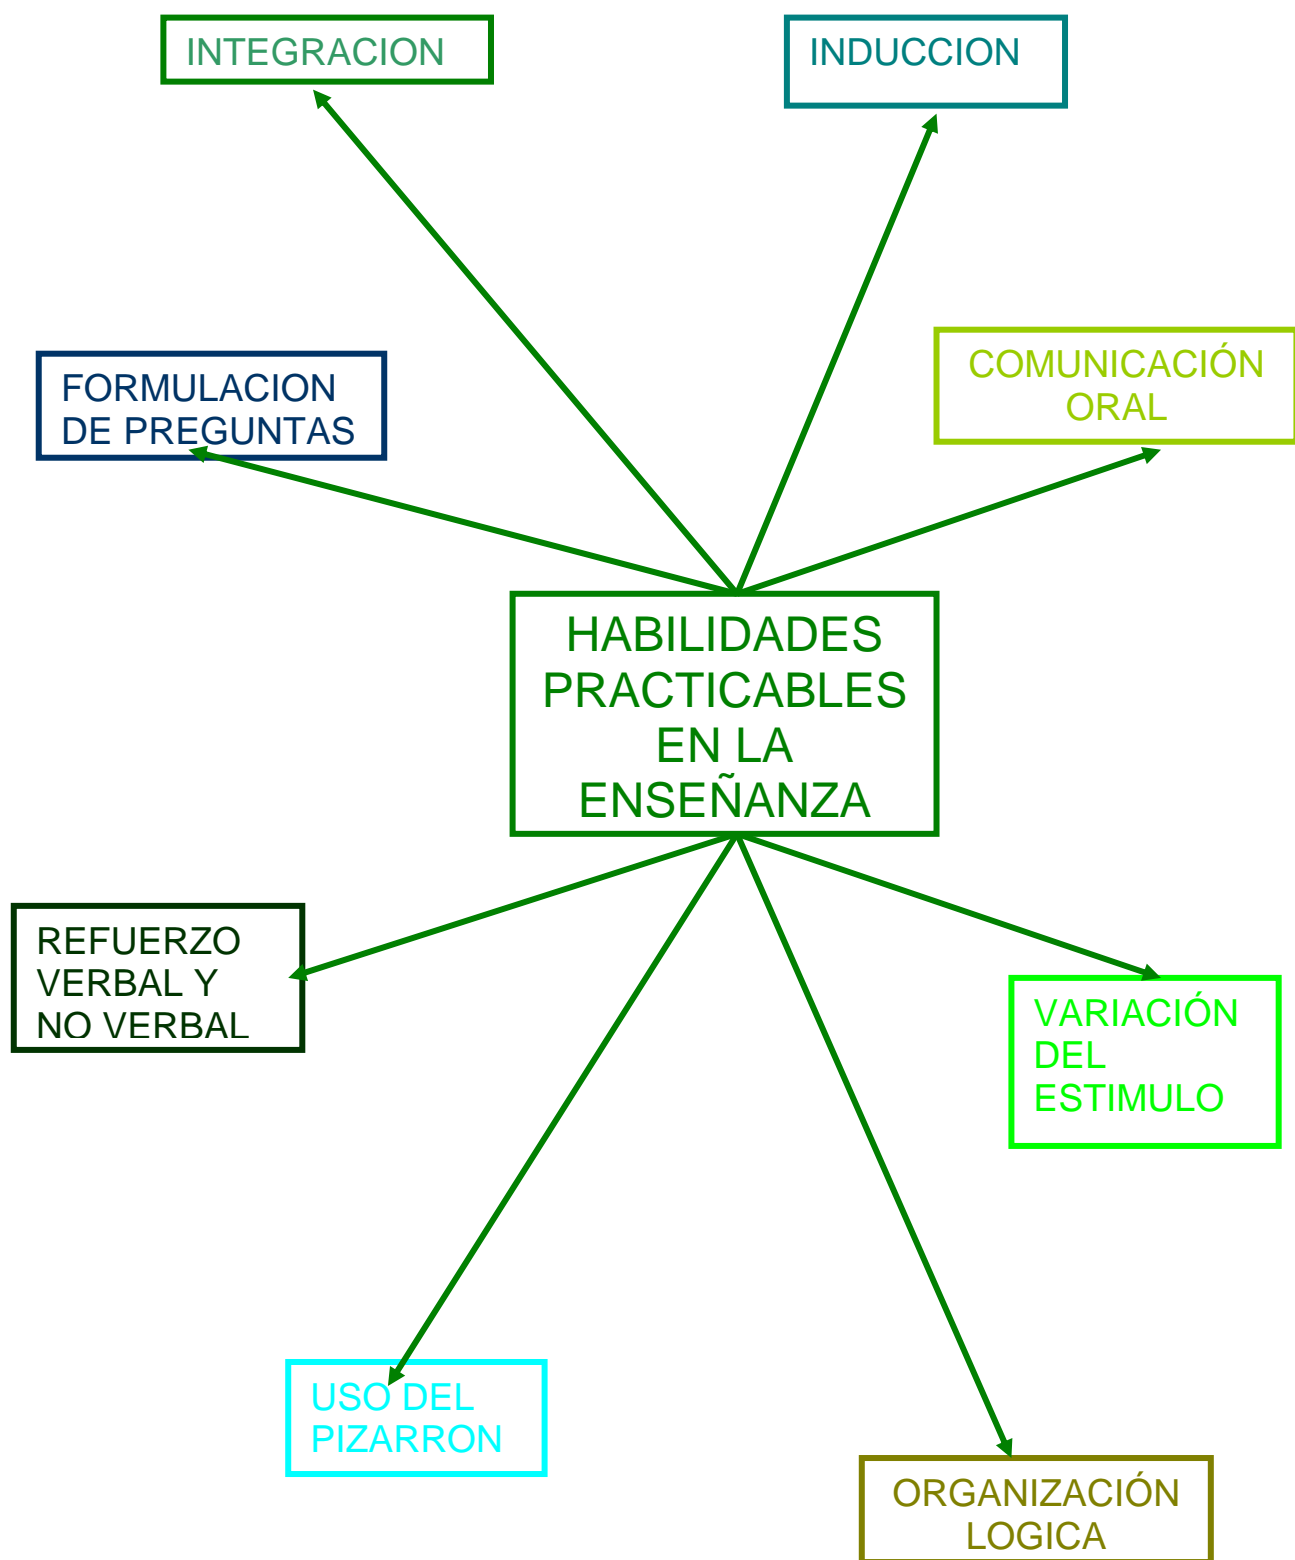 INTEGRACION
INDUCCION
FORMULACION
DE PREGUNTAS
COMUNICACIÓN
ORAL
HABILIDADES
PRACTICABLES
EN LA
ENSEÑANZA
REFUERZO
VERBAL Y
NO VERBAL
VARIACIÓN
DEL
ESTIMULO
USO DEL
PIZARRON
ORGANIZACIÓN
LOGICA